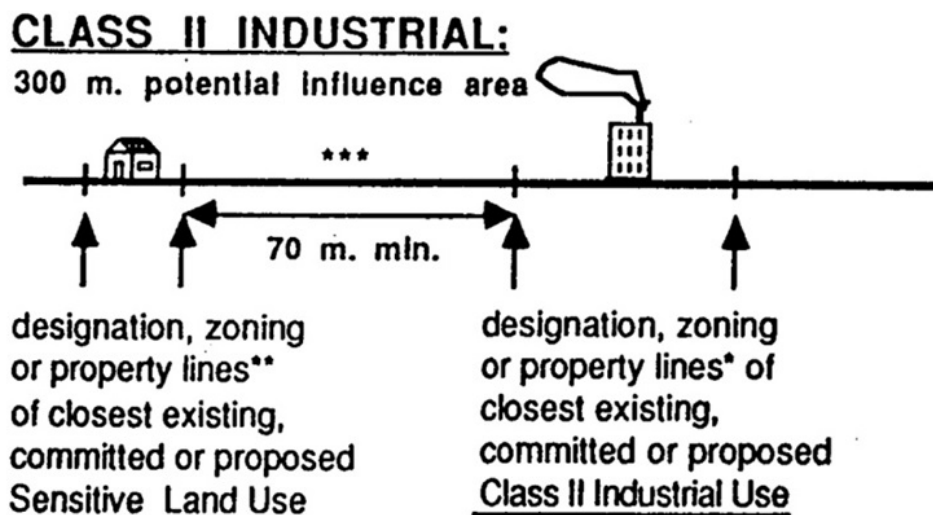 CLASS II INDUSTRIAL:
300 m. potential influence area
***
70 m. min.
designation, zoning
or property lines**
of closest existing,
committed or proposed
Sensitive Land Use
designation, zoning
or property lines* of
closest existing,
committed or proposed
Class II Industrial Use